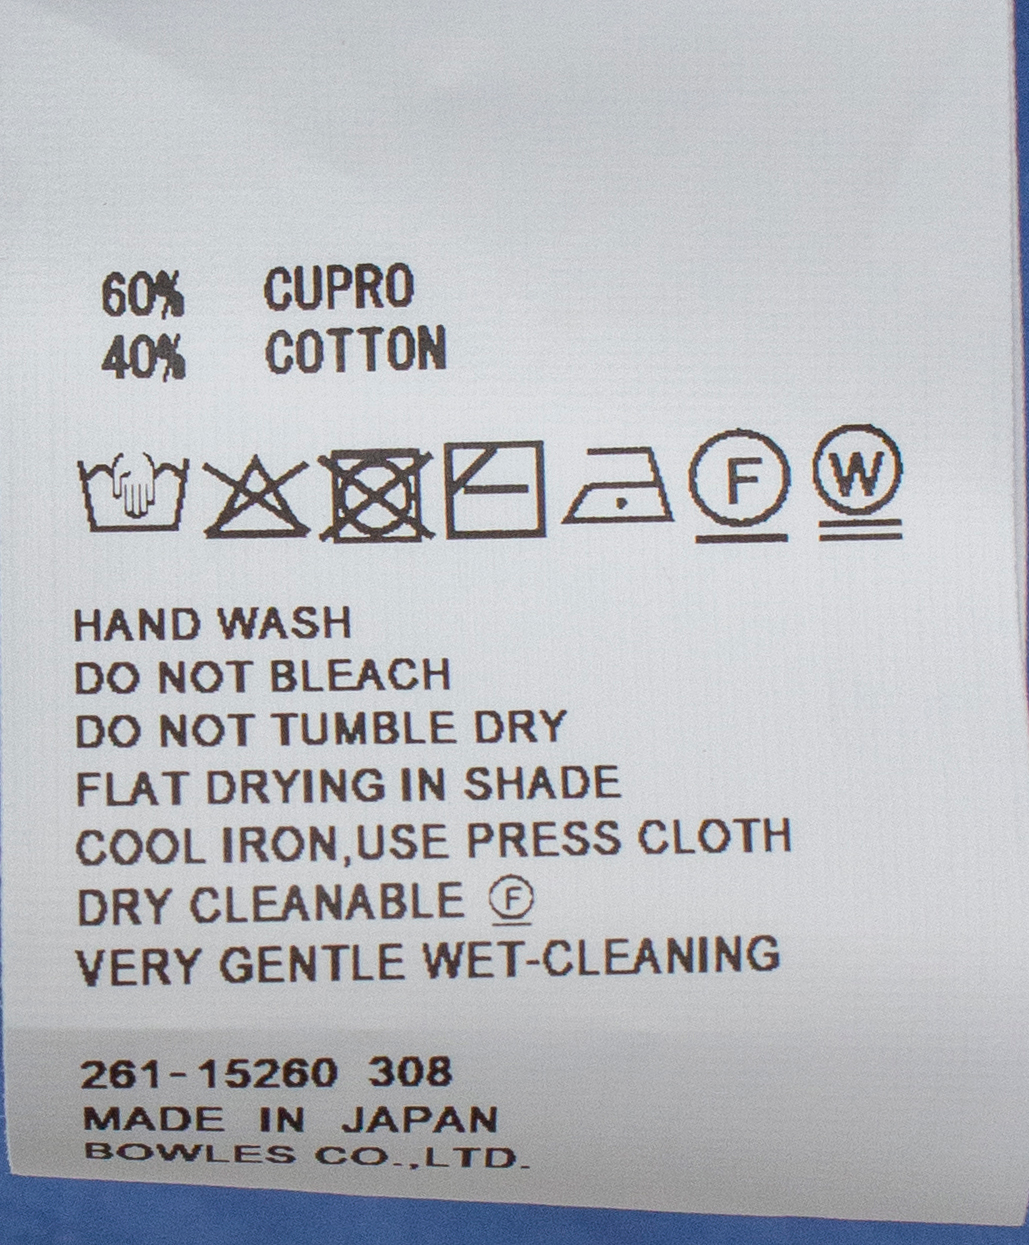 60% CUPRO
40% COTTON
F W
HAND WASH
DO NOT BLEACH
DO NOT TUMBLE DRY
FLAT DRYING IN SHADE
COOL IRON,USE PRESS CLOTH
DRY CLEANABLE F
VERY GENTLE WET-CLEANING
261-15260 308
MADE IN JAPAN
BOWLES CO.,LTD.